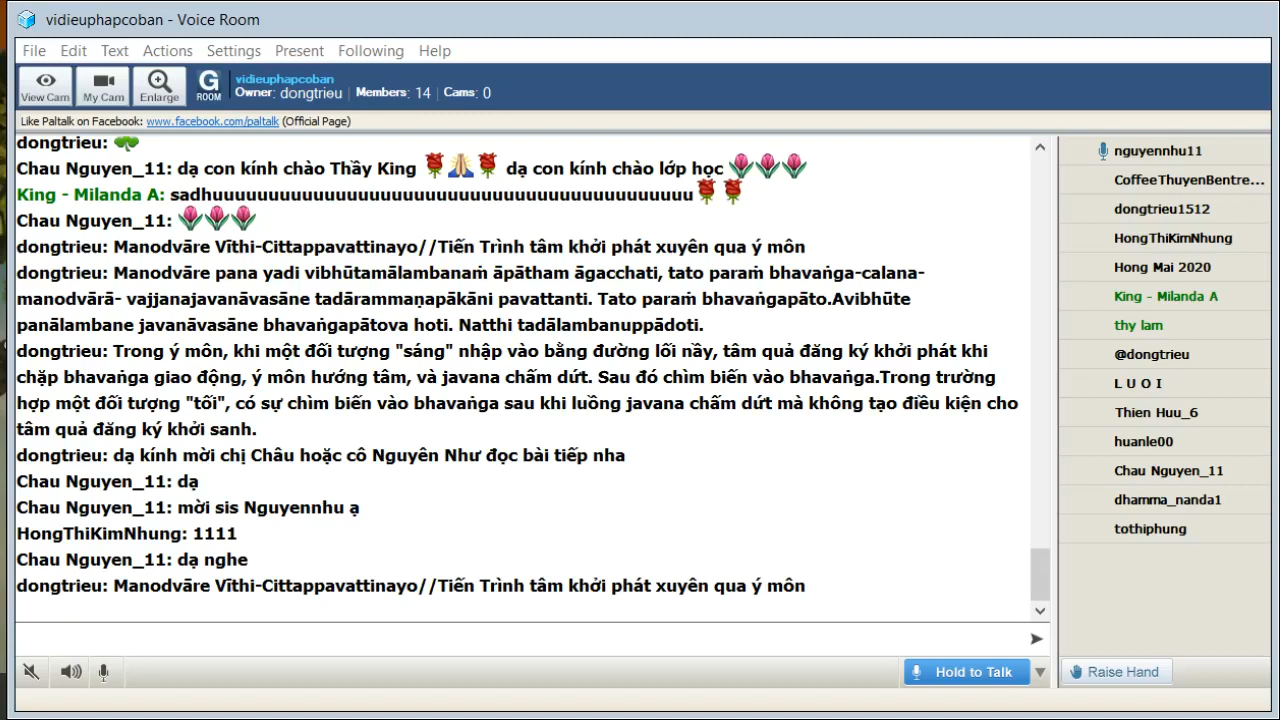 vidieuphapcoban - Voice Room
File Edit Text Actions Settings Present Following Help
View Cam
My Cam
Enlarge
G ROOM
vidieuphapcoban
Owner: dongtrieu | Members: 14 | Cams: 0
Like Paltalk on Facebook: www.facebook.com/paltalk (Official Page)
dongtrieu:
Chau Nguyen_11: dạ con kính chào Thầy King dạ con kính chào lớp học
King - Milanda A: sadhuuuuuuuuuuuuuuuuuuuuuuuuuuuuuuuuuuuuuuuuuuu
Chau Nguyen_11:
dongtrieu: Manodvāre Vīthi-Cittappavattinayo//Tiến Trình tâm khởi phát xuyên qua ý môn
dongtrieu: Manodvāre pana yadi vibhūtamālambanaṁ āpātham āgacchati, tato paraṁ bhavaṅga-calana-
manodvārā- vajjanajavanāvasāne tadārammaṇapākāni pavattanti. Tato paraṁ bhavaṅgapāto.Avibhūte
panālambane javanāvasāne bhavaṅgapātova hoti. Natthi tadālambanuppādoti.
dongtrieu: Trong ý môn, khi một đối tượng "sáng" nhập vào bằng đường lối nầy, tâm quả đăng ký khởi phát khi
chặp bhavaṅga giao động, ý môn hướng tâm, và javana chấm dứt. Sau đó chìm biến vào bhavaṅga.Trong trường
hợp một đối tượng "tối", có sự chìm biến vào bhavaṅga sau khi luồng javana chấm dứt mà không tạo điều kiện cho
tâm quả đăng ký khởi sanh.
dongtrieu: dạ kính mời chị Châu hoặc cô Nguyên Như đọc bài tiếp nha
Chau Nguyen_11: dạ
Chau Nguyen_11: mời sis Nguyennhu ạ
HongThiKimNhung: 1111
Chau Nguyen_11: dạ nghe
dongtrieu: Manodvāre Vīthi-Cittappavattinayo//Tiến Trình tâm khởi phát xuyên qua ý môn
Hold to Talk
nguyennhu11
CoffeeThuyenBentre...
dongtrieu1512
HongThiKimNhung
Hong Mai 2020
King - Milanda A
thy lam
@dongtrieu
L U O I
Thien Huu_6
huanle00
Chau Nguyen_11
dhamma_nanda1
tothiphung
Raise Hand